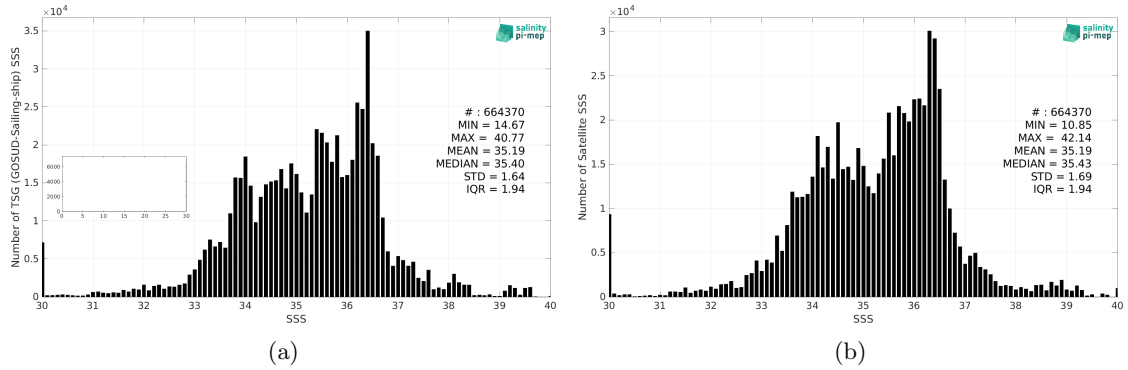 ×10^4
salinity
pi-mep
Number of TSG (GOSUD-Sailing-ship) SSS
3.5
3
2.5
2
1.5
1
0.5
0
# : 664370
MIN = 14.67
MAX = 40.77
MEAN = 35.19
MEDIAN = 35.40
STD = 1.64
IQR = 1.94
6000
4000
2000
0
0 5 10 15 20 25 30
30 31 32 33 34 35 36 37 38 39 40
SSS
(a)
×10^4
salinity
pi-mep
Number of Satellite SSS
3
2.5
2
1.5
1
0.5
0
# : 664370
MIN = 10.85
MAX = 42.14
MEAN = 35.19
MEDIAN = 35.43
STD = 1.69
IQR = 1.94
30 31 32 33 34 35 36 37 38 39 40
SSS
(b)